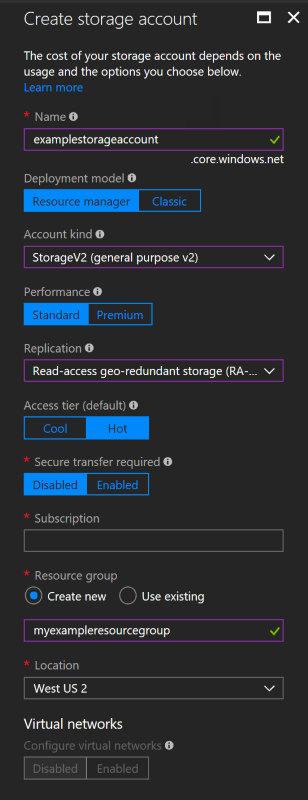 Create storage account
The cost of your storage account depends on the
usage and the options you choose below.
Learn more
* Name
examplestorageaccount
.core.windows.net
Deployment model
Resource manager Classic
Account kind
StorageV2 (general purpose v2)
Performance
Standard Premium
Replication
Read-access geo-redundant storage (RA-...
Access tier (default)
Cool Hot
* Secure transfer required
Disabled Enabled
* Subscription
* Resource group
Create new Use existing
myexampleresourcegroup
* Location
West US 2
Virtual networks
Configure virtual networks
Disabled Enabled